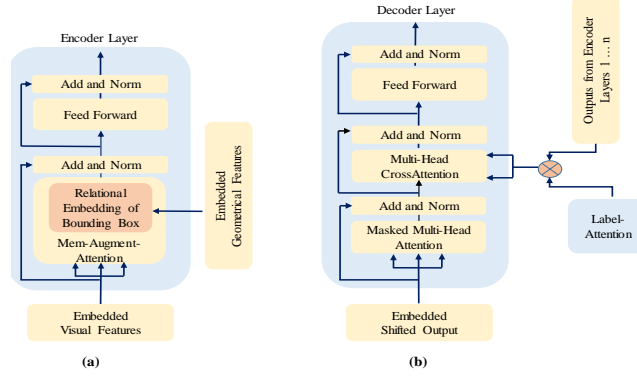 Encoder Layer
Add and Norm
Feed Forward
Add and Norm
Relational
Embedding of
Bounding Box
Mem-Augment-
Attention
Embedded
Visual Features
Embedded
Geometrical Features
(a)
Decoder Layer
Add and Norm
Feed Forward
Add and Norm
Multi-Head
CrossAttention
Add and Norm
Masked Multi-Head
Attention
Embedded
Shifted Output
Outputs from Encoder
Layers 1 … n
Label-
Attention
(b)